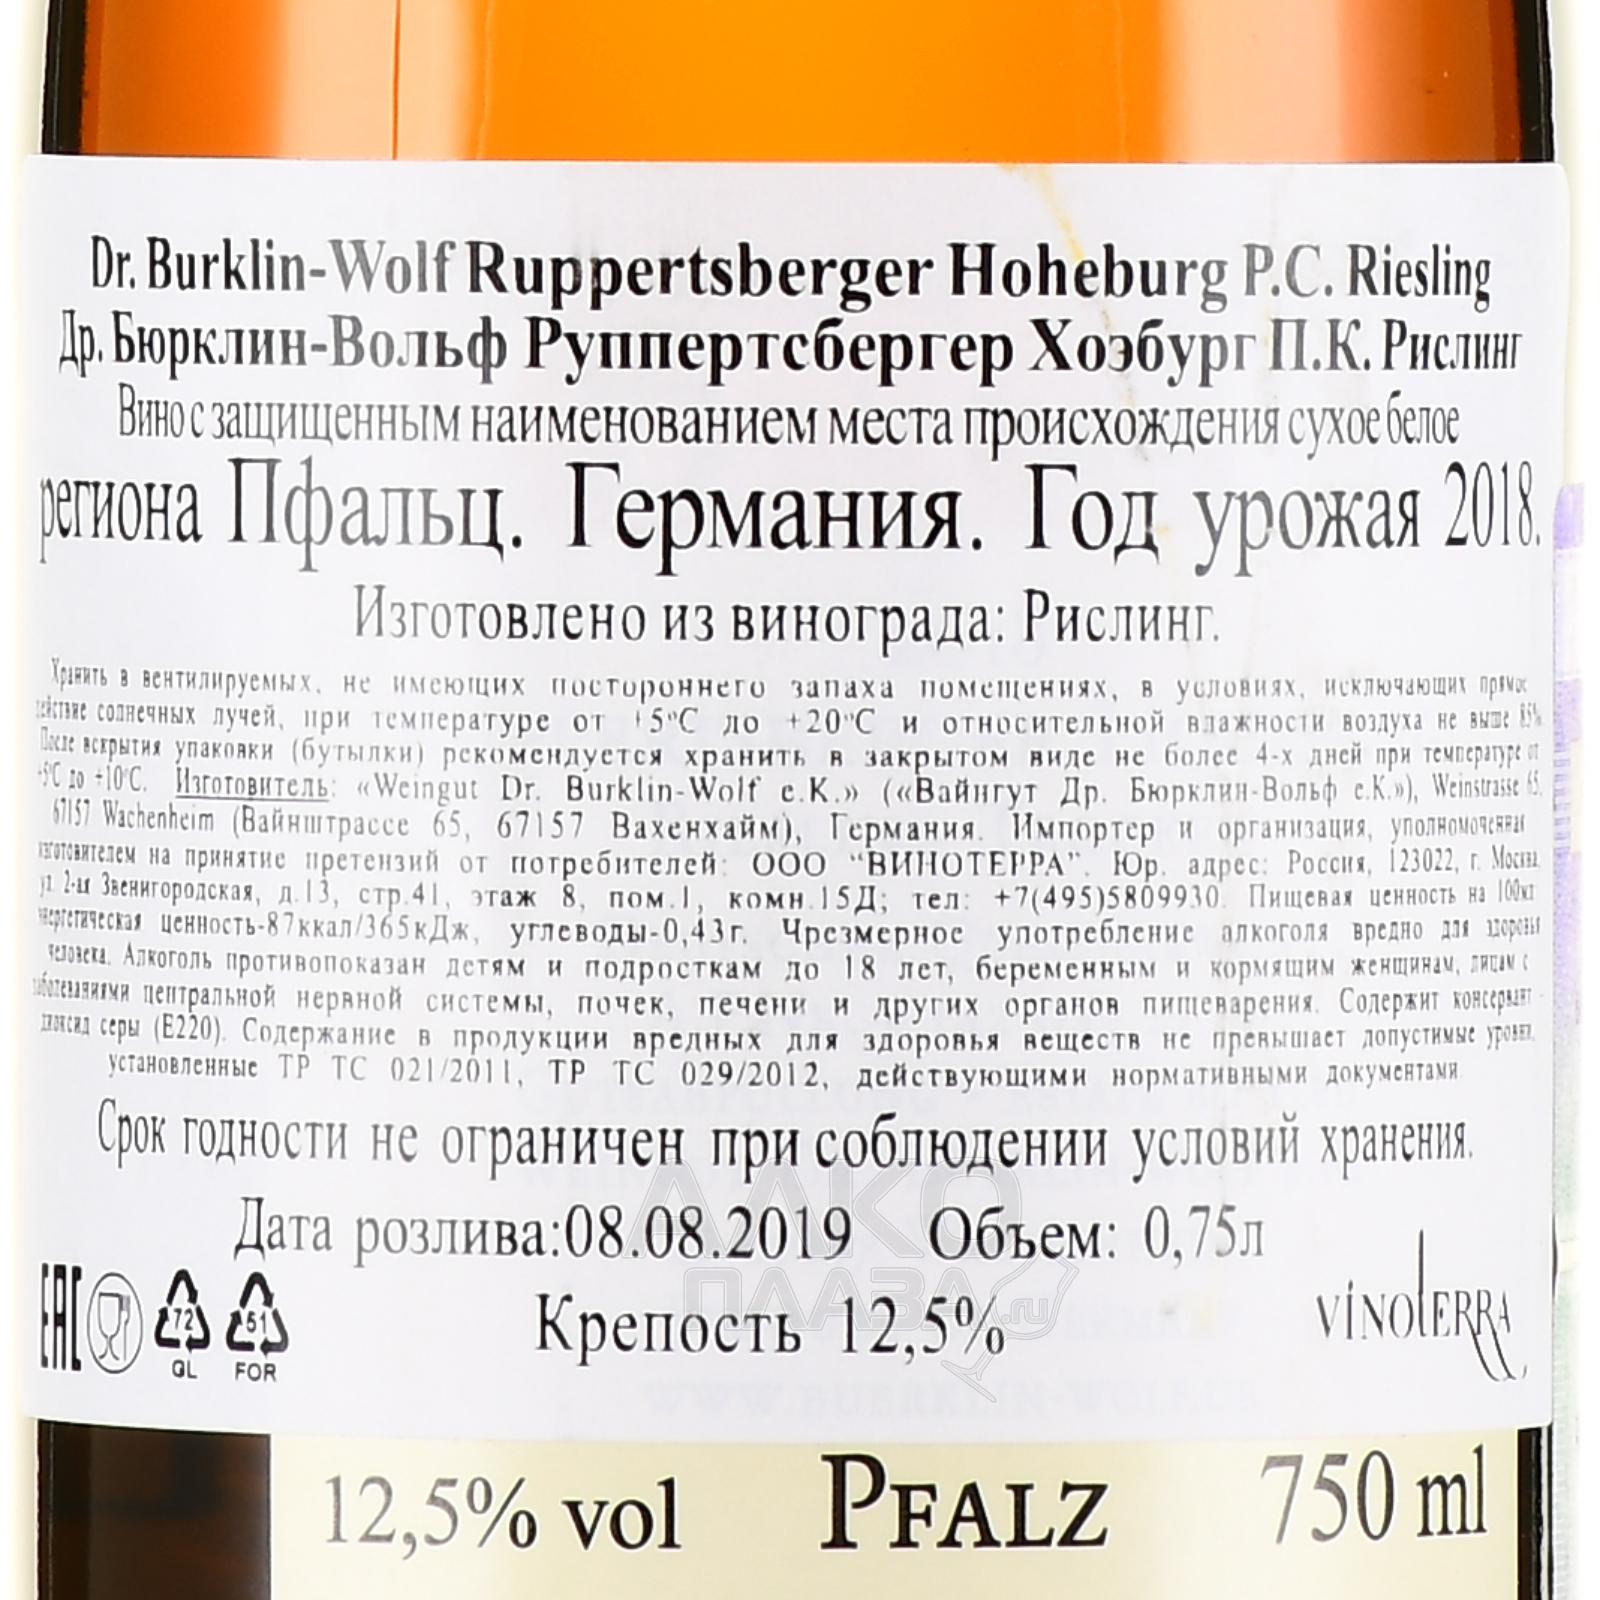 Dr. Burklin-Wolf Ruppertsberger Hoheburg P.C. Riesling
Др. Бюрклин-Вольф Руппертсбергер Хоэбург П.К. Рислинг
Вино с защищенным наименованием места происхождения сухое белое
региона Пфальц. Германия. Год урожая 2018.
Изготовлено из винограда: Рислинг.
Хранить в вентилируемых, не имеющих постороннего запаха помещениях, в условиях, исключающих прямое
действие солнечных лучей, при температуре от +5°С до +20°С и относительной влажности воздуха не выше 85%
После вскрытия упаковки (бутылки) рекомендуется хранить в закрытом виде не более 4-х дней при температуре от
+5°С до +10°С. Изготовитель: «Weingut Dr. Burklin-Wolf e.K.» («Вайнгут Др. Бюрклин-Вольф е.К.»), Weinstrasse 65,
67157 Wachenheim (Вайнштрассе 65, 67157 Вахенхайм), Германия. Импортер и организация, уполномоченная
изготовителем на принятие претензий от потребителей: ООО "ВИНОТЕРРА". Юр. адрес: Россия, 123022, г. Москва,
ул. 2-ая Звенигородская, д.13, стр.41, этаж 8, пом.1, комн.15Д; тел: +7(495)5809930. Пищевая ценность на 100мл
энергетическая ценность-87ккал/365кДж, углеводы-0,43г. Чрезмерное употребление алкоголя вредно для здоровья
человека. Алкоголь противопоказан детям и подросткам до 18 лет, беременным и кормящим женщинам, лицам с
заболеваниями центральной нервной системы, почек, печени и других органов пищеварения. Содержит консервант -
диоксид серы (Е220). Содержание в продукции вредных для здоровья веществ не превышает допустимые уровни,
установленные ТР ТС 021/2011, ТР ТС 029/2012, действующими нормативными документами.
Срок годности не ограничен при соблюдении условий хранения.
Дата розлива:08.08.2019 Объем: 0,75л
Крепость 12,5%
EAC
72
GL
51
FOR
VINOTERRA
АЛКО
ПЛАЗА.ru
WWW.BUERKLIN-WOLF.DE
12,5% vol PFALZ 750 ml